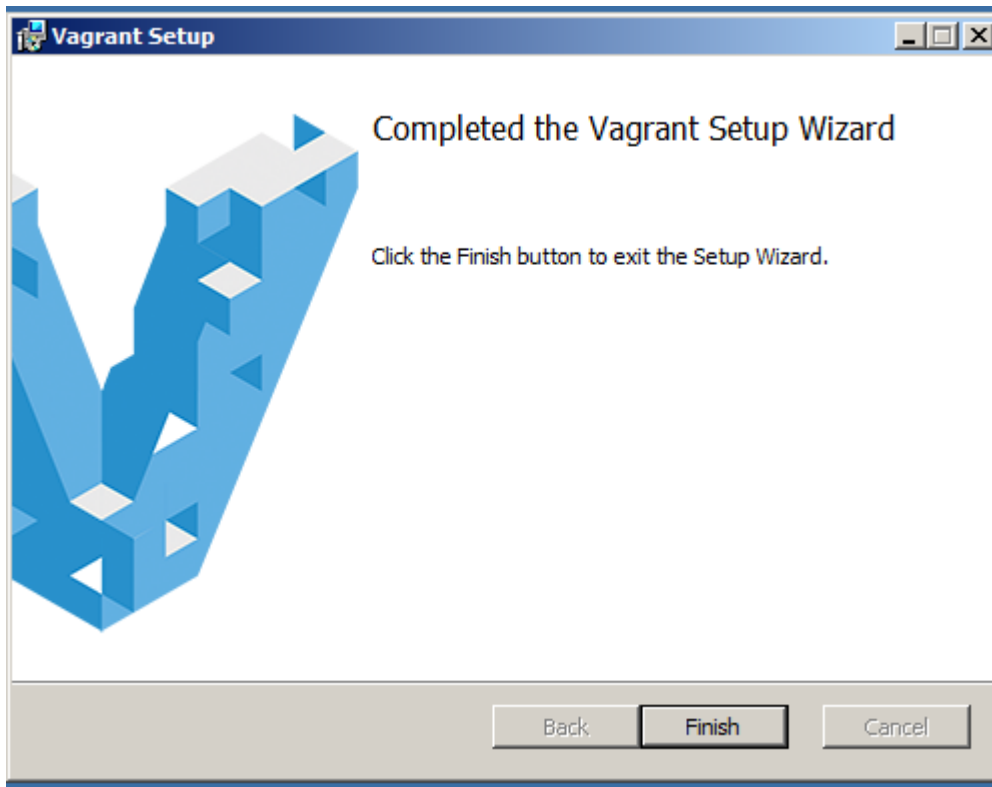 Vagrant Setup
Completed the Vagrant Setup Wizard
Click the Finish button to exit the Setup Wizard.
Back Finish Cancel